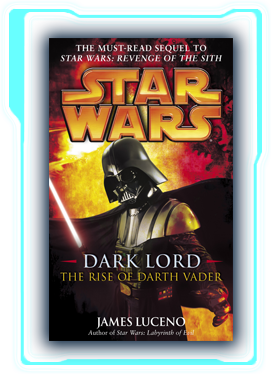 THE MUST-READ SEQUEL TO
STAR WARS: REVENGE OF THE SITH
STAR
WARS
DARK LORD
THE RISE OF DARTH VADER
JAMES LUCENO
Author of Star Wars: Labyrinth of Evil